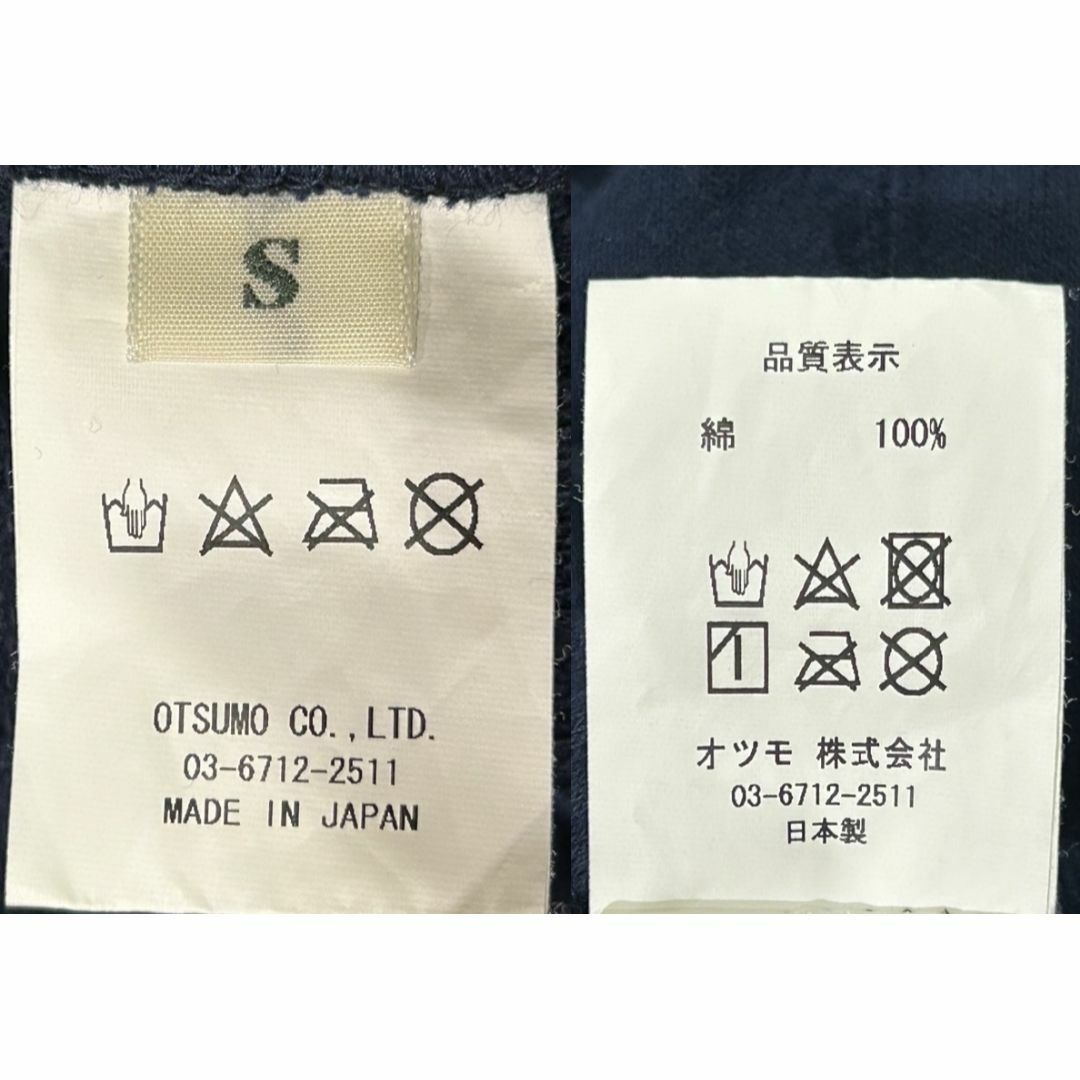 S
OTSUMO CO.,LTD.
03-6712-2511
MADE IN JAPAN
品質表示
綿 100%
オツモ 株式会社
03-6712-2511
日本製